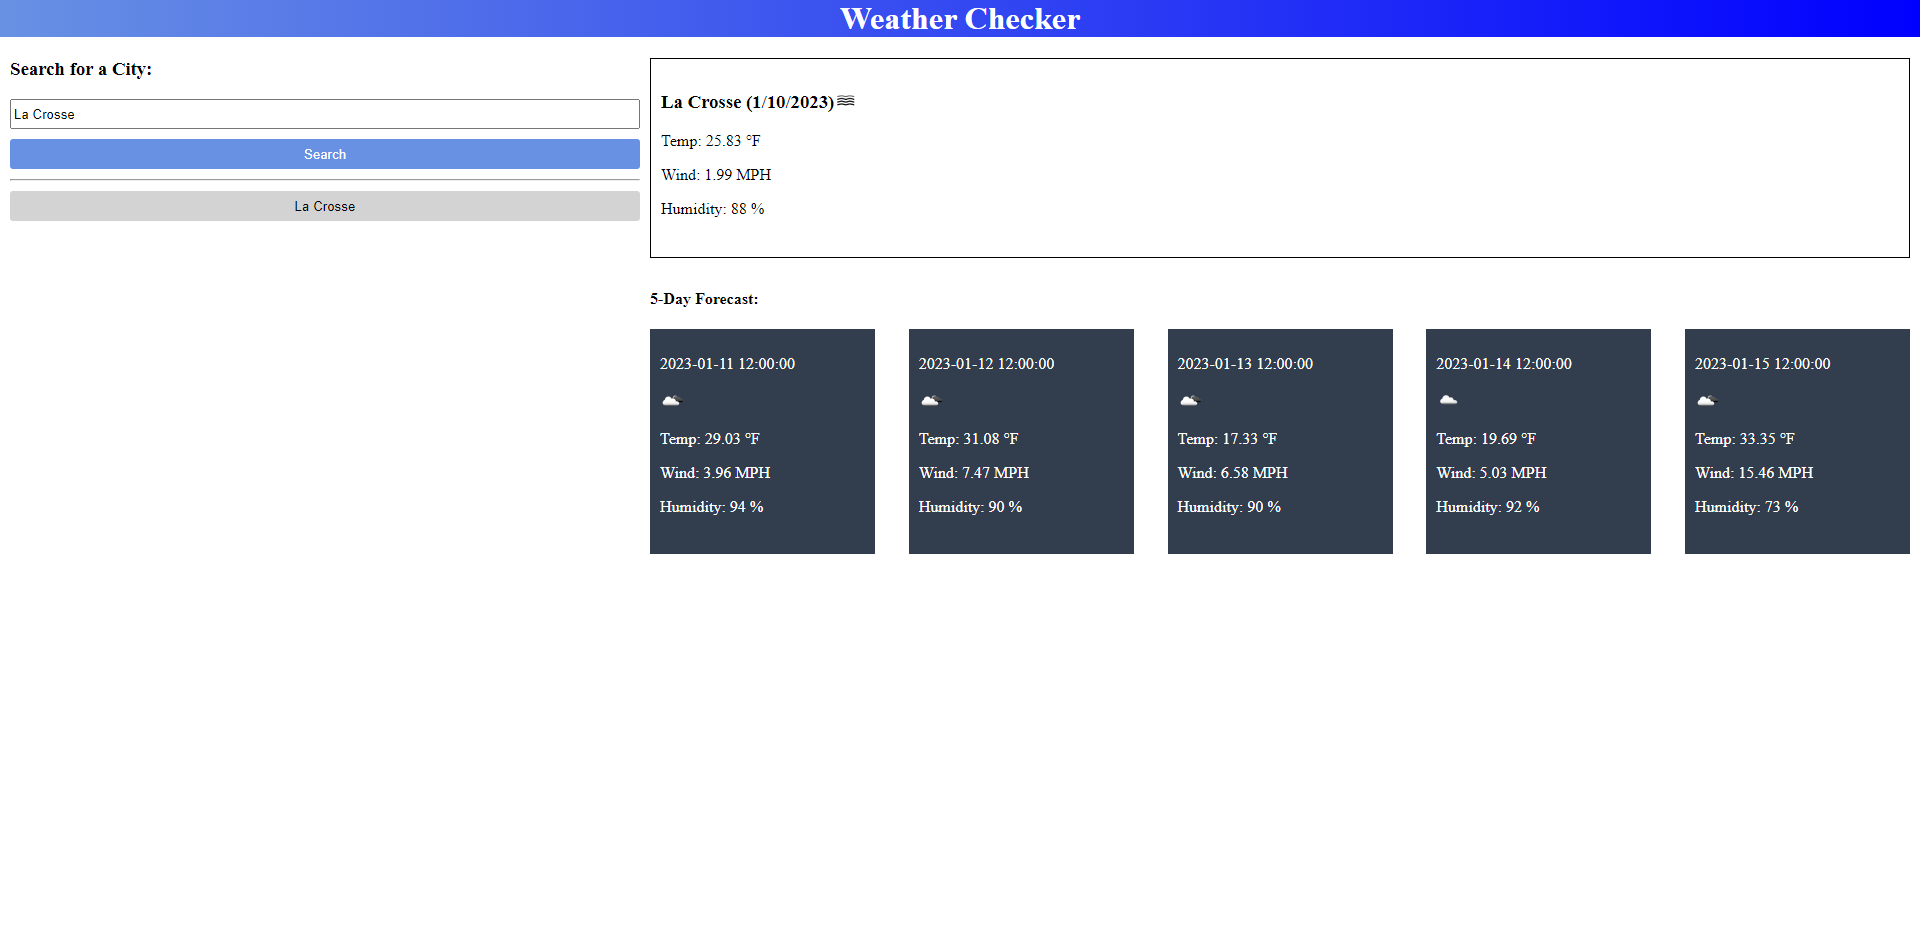 Weather Checker
Search for a City:
La Crosse
Search
La Crosse
La Crosse (1/10/2023)
Temp: 25.83 °F
Wind: 1.99 MPH
Humidity: 88 %
5-Day Forecast:
2023-01-11 12:00:00
Temp: 29.03 °F
Wind: 3.96 MPH
Humidity: 94 %
2023-01-12 12:00:00
Temp: 31.08 °F
Wind: 7.47 MPH
Humidity: 90 %
2023-01-13 12:00:00
Temp: 17.33 °F
Wind: 6.58 MPH
Humidity: 90 %
2023-01-14 12:00:00
Temp: 19.69 °F
Wind: 5.03 MPH
Humidity: 92 %
2023-01-15 12:00:00
Temp: 33.35 °F
Wind: 15.46 MPH
Humidity: 73 %